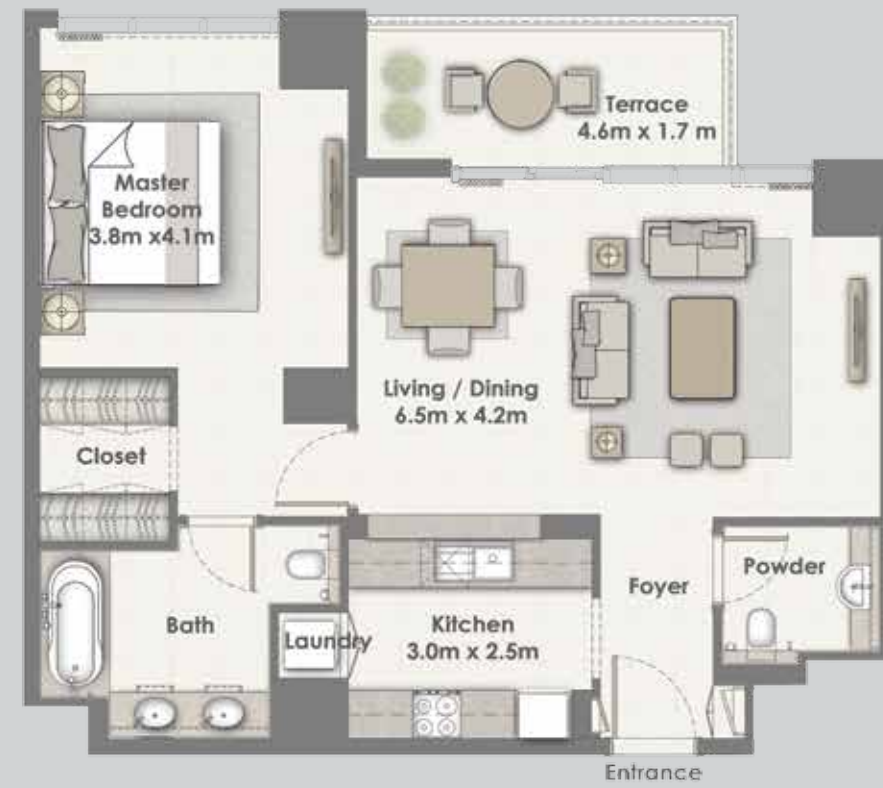 Terrace
4.6m x 1.7 m
Master
Bedroom
3.8m x4.1m
Living / Dining
6.5m x 4.2m
Closet
Foyer
Powder
Bath
Laundry
Kitchen
3.0m x 2.5m
Entrance